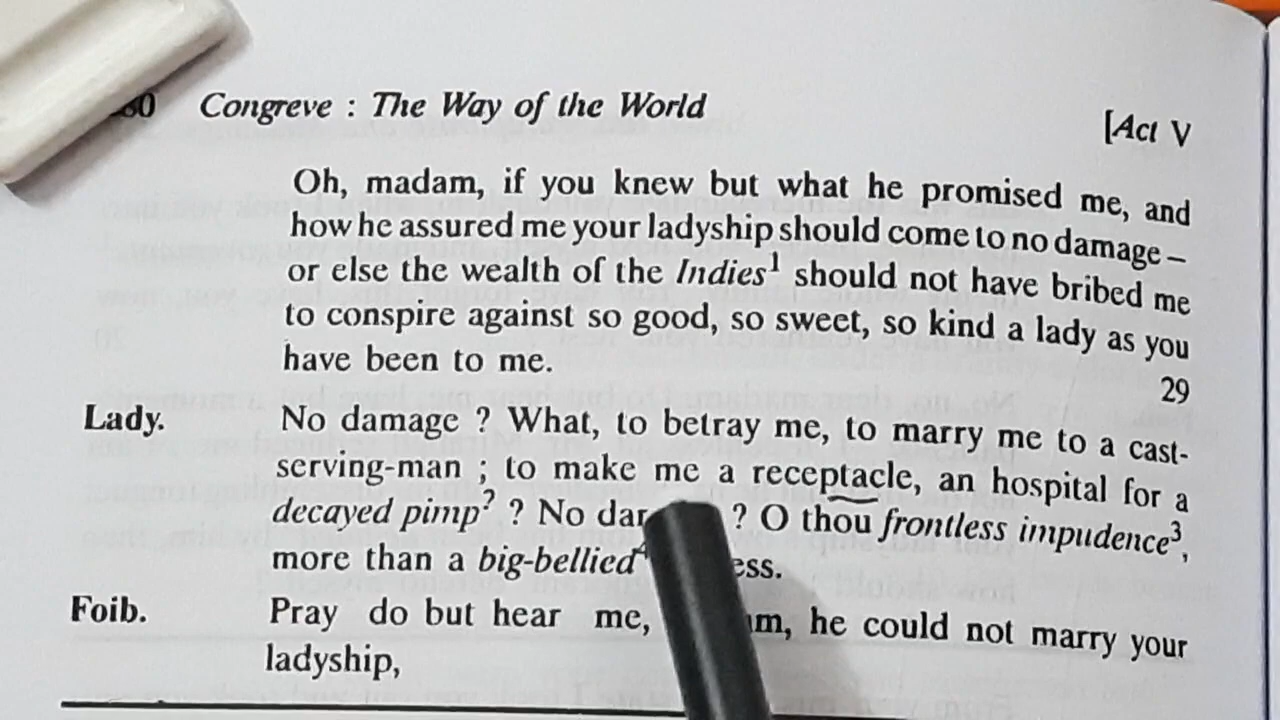 60 Congreve : The Way of the World
[Act V
Oh, madam, if you knew but what he promised me, and
how he assured me your ladyship should come to no damage –
or else the wealth of the Indies¹ should not have bribed me
to conspire against so good, so sweet, so kind a lady as you
have been to me.
29
Lady. No damage ? What, to betray me, to marry me to a cast-
serving-man ; to make me a receptacle, an hospital for a
decayed pimp² ? No ? O thou frontless impudence³,
more than a big-bellied⁴
Foib. Pray do but hear me, he could not marry your
ladyship,